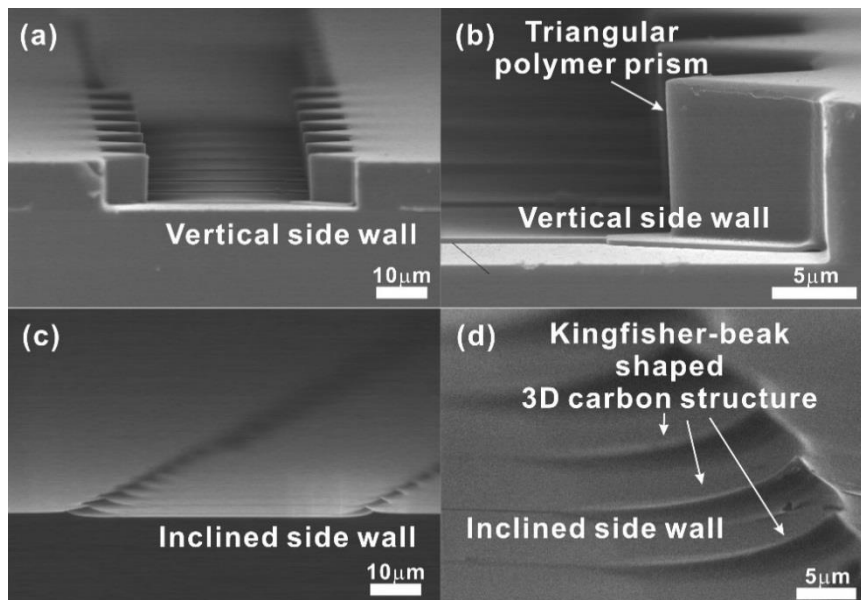 (a)
Vertical side wall
10μm
(b)
Triangular
polymer prism
Vertical side wall
5μm
(c)
Inclined side wall
10μm
(d)
Kingfisher-beak
shaped
3D carbon structure
Inclined side wall
5μm